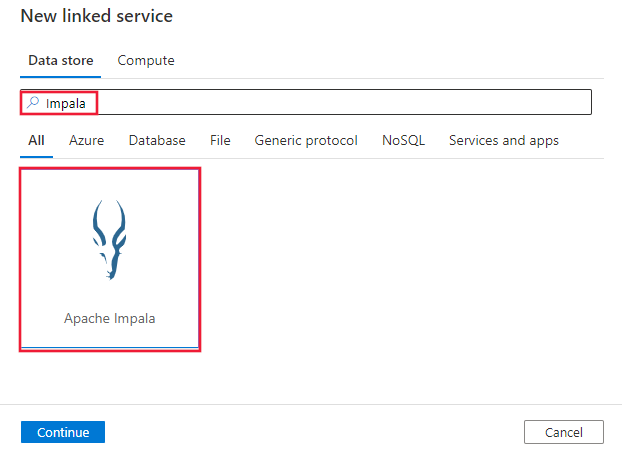 New linked service
Data store Compute
Impala
All Azure Database File Generic protocol NoSQL Services and apps
Apache Impala
Continue Cancel